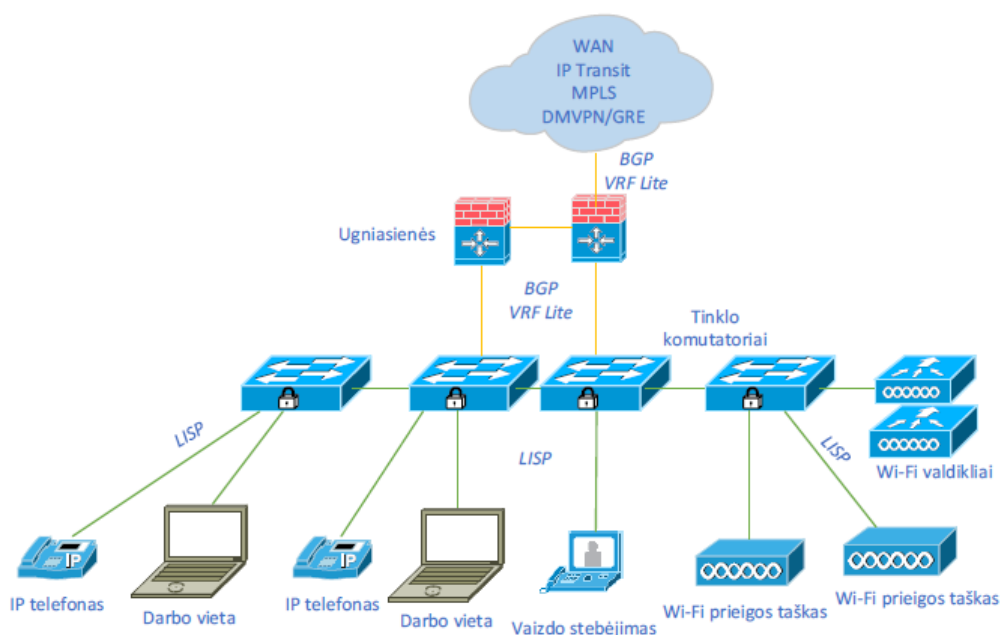 WAN
IP Transit
MPLS
DMVPN/GRE
BGP
VRF Lite
Ugniasienės
BGP
VRF Lite
Tinklo
komutatoriai
LISP
LISP
LISP
Wi-Fi valdikliai
IP
IP
IP telefonas
Darbo vieta
IP telefonas
Darbo vieta
Vaizdo stebėjimas
Wi-Fi prieigos taškas
Wi-Fi prieigos taškas